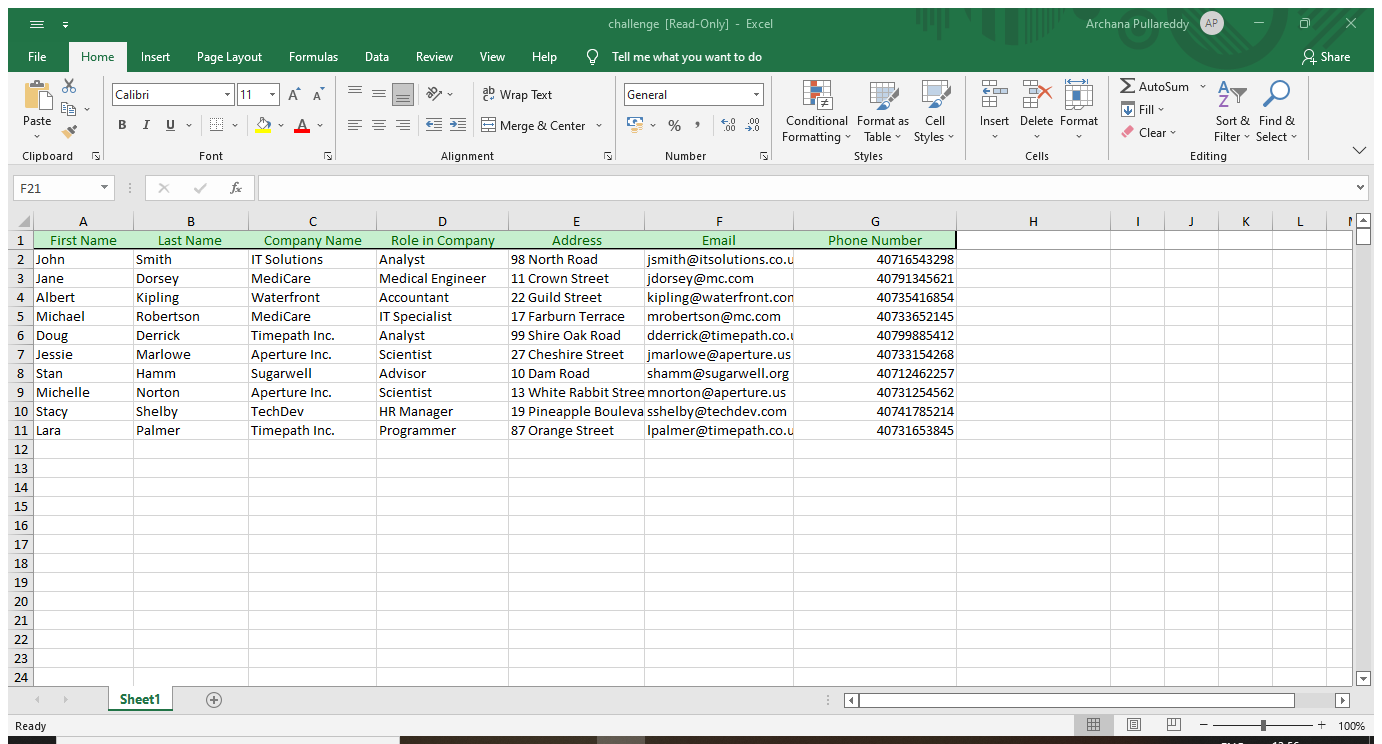 challenge [Read-Only] - Excel
Archana Pullareddy AP
File Home Insert Page Layout Formulas Data Review View Help Tell me what you want to do Share
Calibri 11 Wrap Text General AutoSum
Paste B I U Merge & Center % Conditional Formatting Format as Table Cell Styles Insert Delete Format Fill Clear Sort & Filter Find & Select
Clipboard Font Alignment Number Styles Cells Editing
F21 fx
A B C D E F G H I J K L
1 First Name Last Name Company Name Role in Company Address Email Phone Number
2 John Smith IT Solutions Analyst 98 North Road jsmith@itsolutions.co.u 40716543298
3 Jane Dorsey MediCare Medical Engineer 11 Crown Street jdorsey@mc.com 40791345621
4 Albert Kipling Waterfront Accountant 22 Guild Street kipling@waterfront.con 40735416854
5 Michael Robertson MediCare IT Specialist 17 Farburn Terrace mrobertson@mc.com 40733652145
6 Doug Derrick Timepath Inc. Analyst 99 Shire Oak Road dderrick@timepath.co.u 40799885412
7 Jessie Marlowe Aperture Inc. Scientist 27 Cheshire Street jmarlowe@aperture.us 40733154268
8 Stan Hamm Sugarwell Advisor 10 Dam Road shamm@sugarwell.org 40712462257
9 Michelle Norton Aperture Inc. Scientist 13 White Rabbit Stree mnorton@aperture.us 40731254562
10 Stacy Shelby TechDev HR Manager 19 Pineapple Bouleva sshelby@techdev.com 40741785214
11 Lara Palmer Timepath Inc. Programmer 87 Orange Street lpalmer@timepath.co.u 40731653845
12
13
14
15
16
17
18
19
20
21
22
23
24
Sheet1
Ready 100%